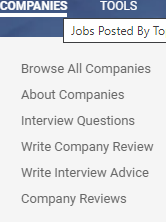 COMPANIES TOOLS
Jobs Posted By To
Browse All Companies
About Companies
Interview Questions
Write Company Review
Write Interview Advice
Company Reviews